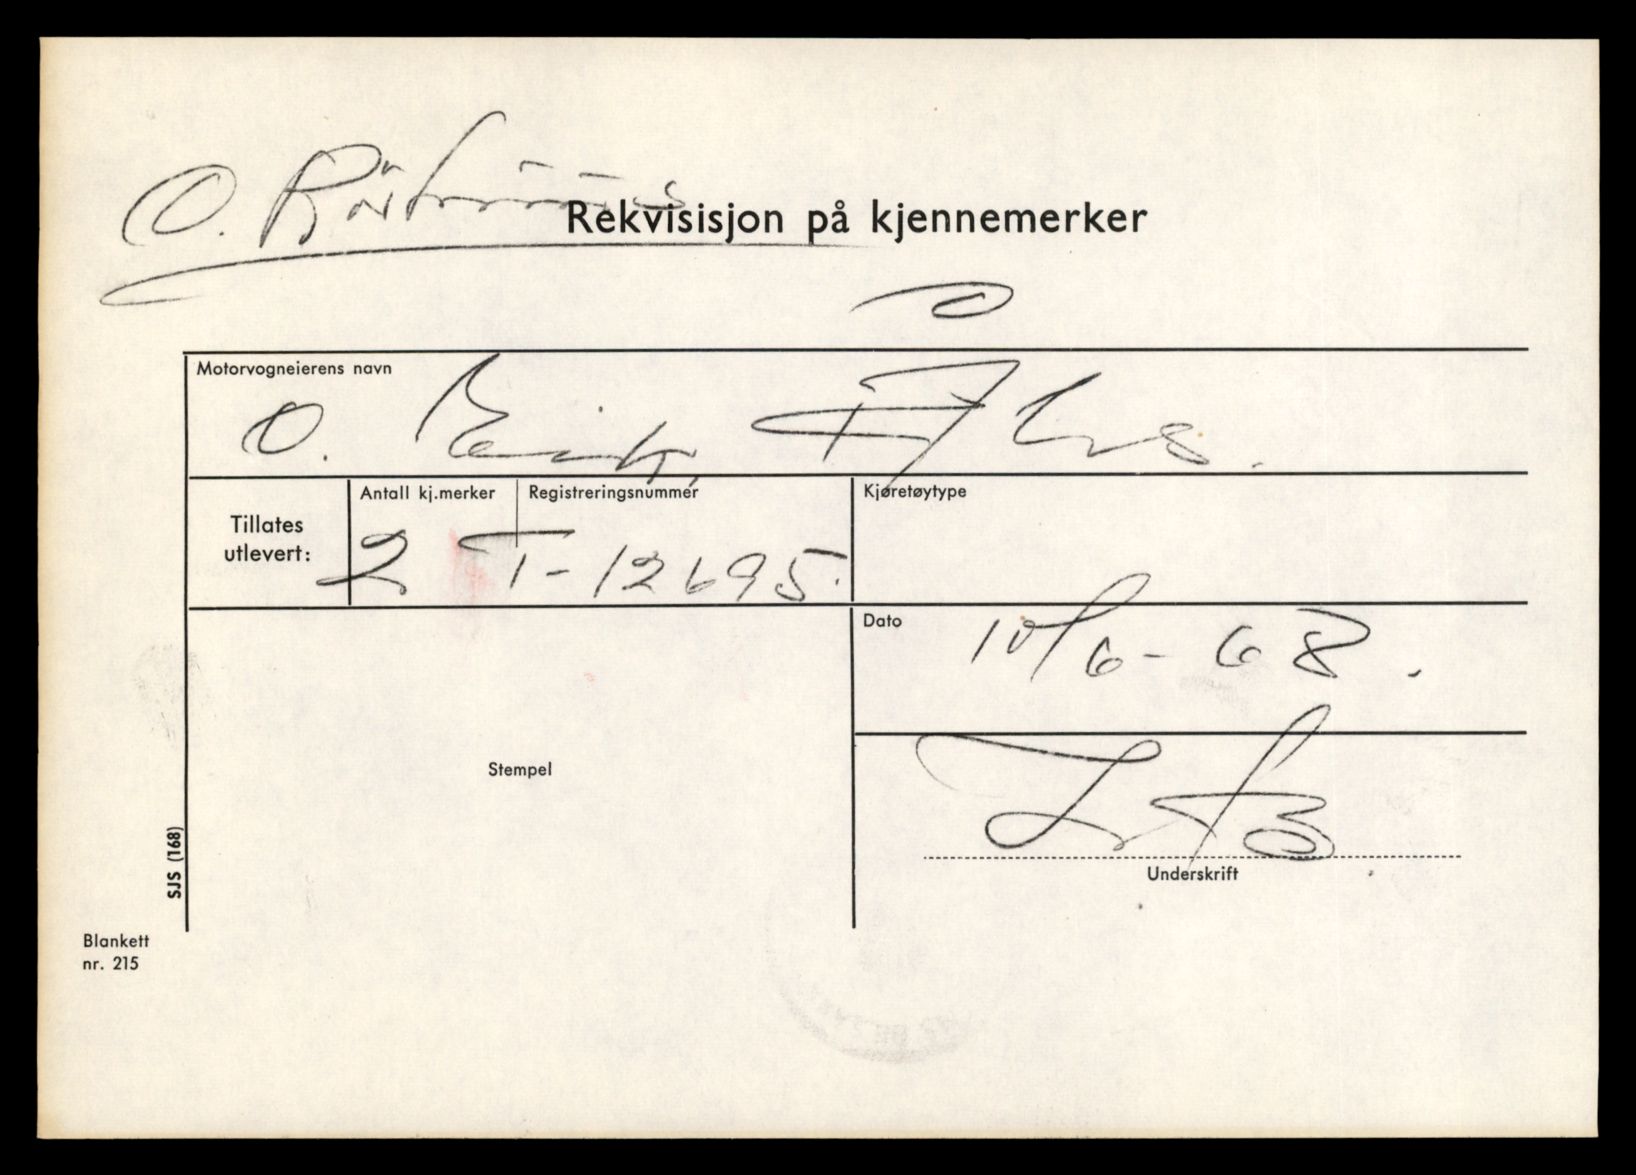 O.
Rekvisisjon på kjennemerker
Motorvogneierens navn
O.
Antall kj.merker Registreringsnummer Kjøretøytype
Tillates
utlevert:
2 T-12695.
Dato
10/6-68.
Stempel
Underskrift
SJS (168)
Blankett
nr. 215